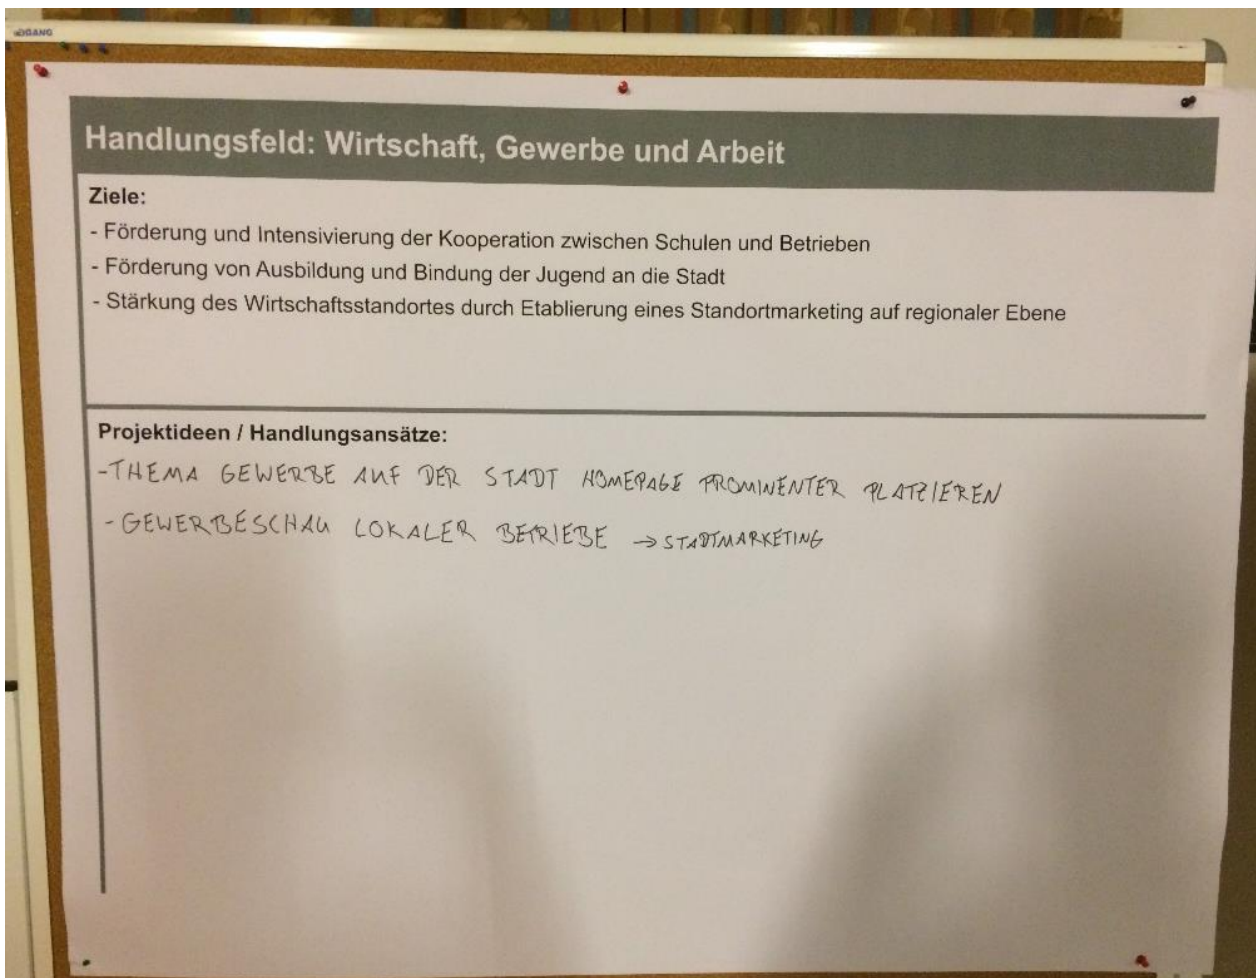 Handlungsfeld: Wirtschaft, Gewerbe und Arbeit
Ziele:
- Förderung und Intensivierung der Kooperation zwischen Schulen und Betrieben
- Förderung von Ausbildung und Bindung der Jugend an die Stadt
- Stärkung des Wirtschaftsstandortes durch Etablierung eines Standortmarketing auf regionaler Ebene
Projektideen / Handlungsansätze:
- THEMA GEWERBE AUF DER STADT HOMEPAGE PROMINENTER PLATZIEREN
- GEWERBESCHAU LOKALER BETRIEBE → STADTMARKETING